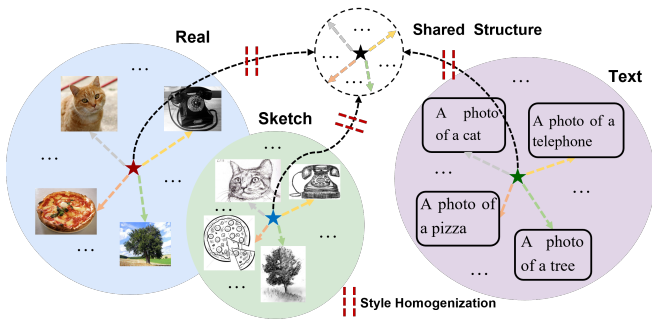 Real
Shared Structure
Text
Sketch
A photo
of a cat
A photo of a
telephone
A photo of
a pizza
A photo
of a tree
Style Homogenization